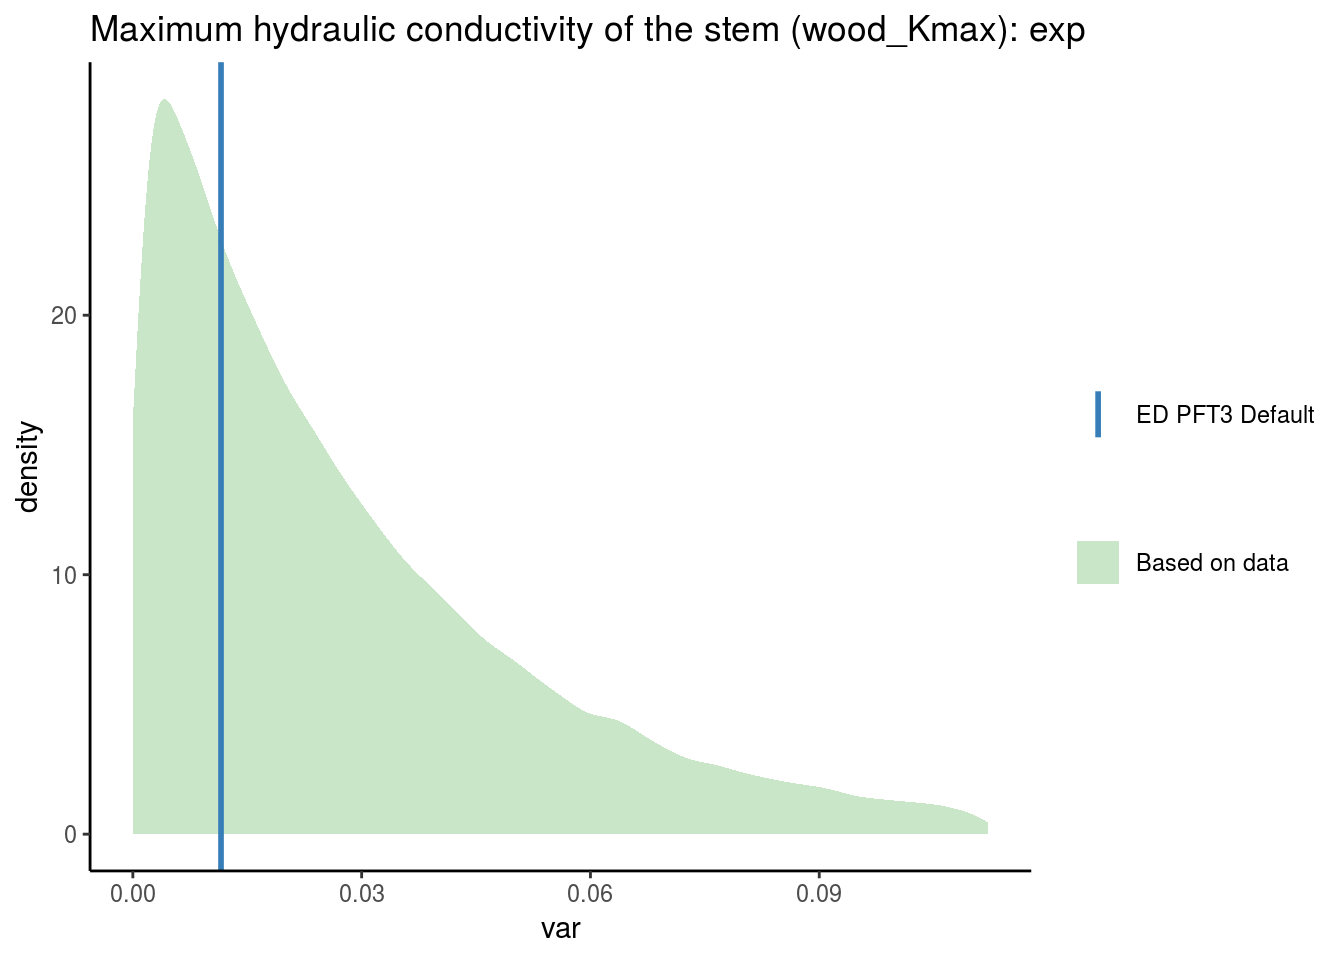 Maximum hydraulic conductivity of the stem (wood_Kmax): exp
density
20
10
0
0.00
0.03
0.06
0.09
var
ED PFT3 Default
Based on data